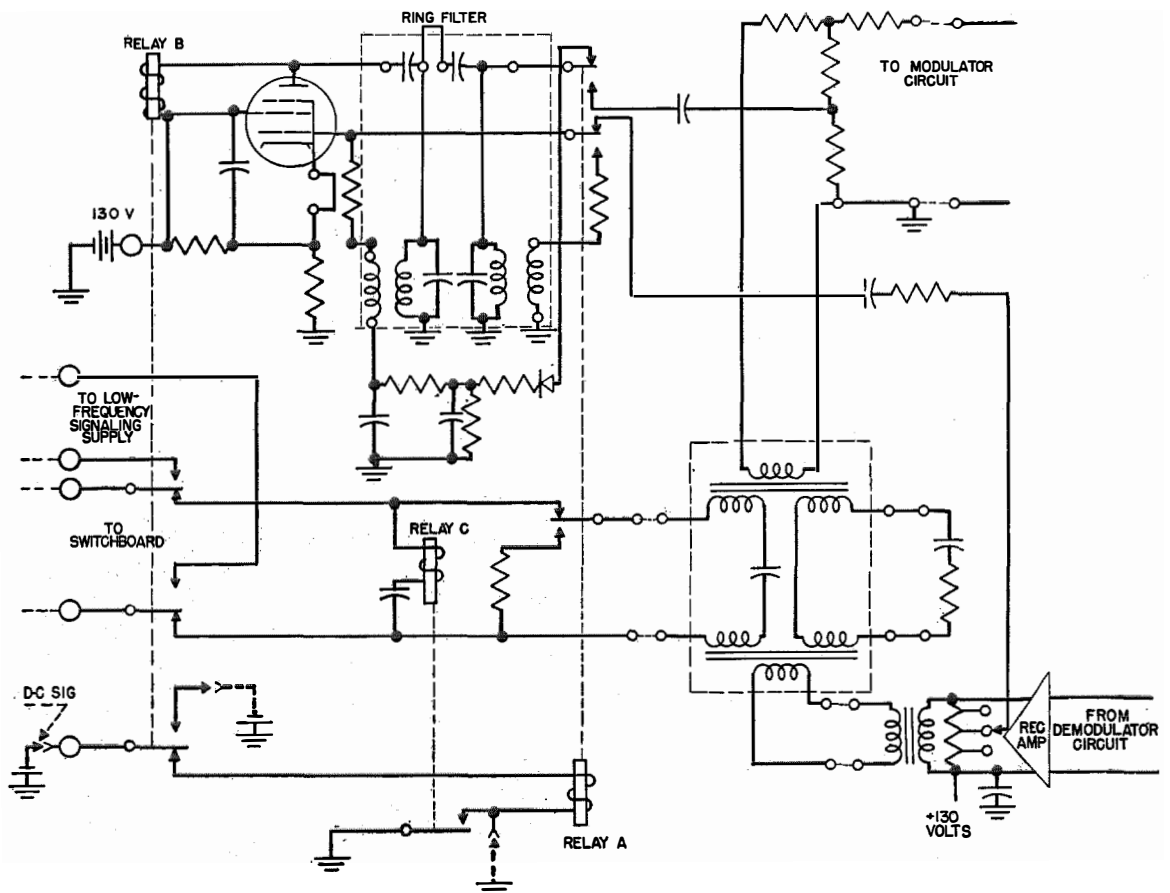 RING FILTER
RELAY B
TO MODULATOR
CIRCUIT
130 V
TO LOW-
FREQUENCY
SIGNALING
SUPPLY
TO
SWITCHBOARD
RELAY C
D-C SIG
REC
AMP
FROM
DEMODULATOR
CIRCUIT
+130
VOLTS
RELAY A